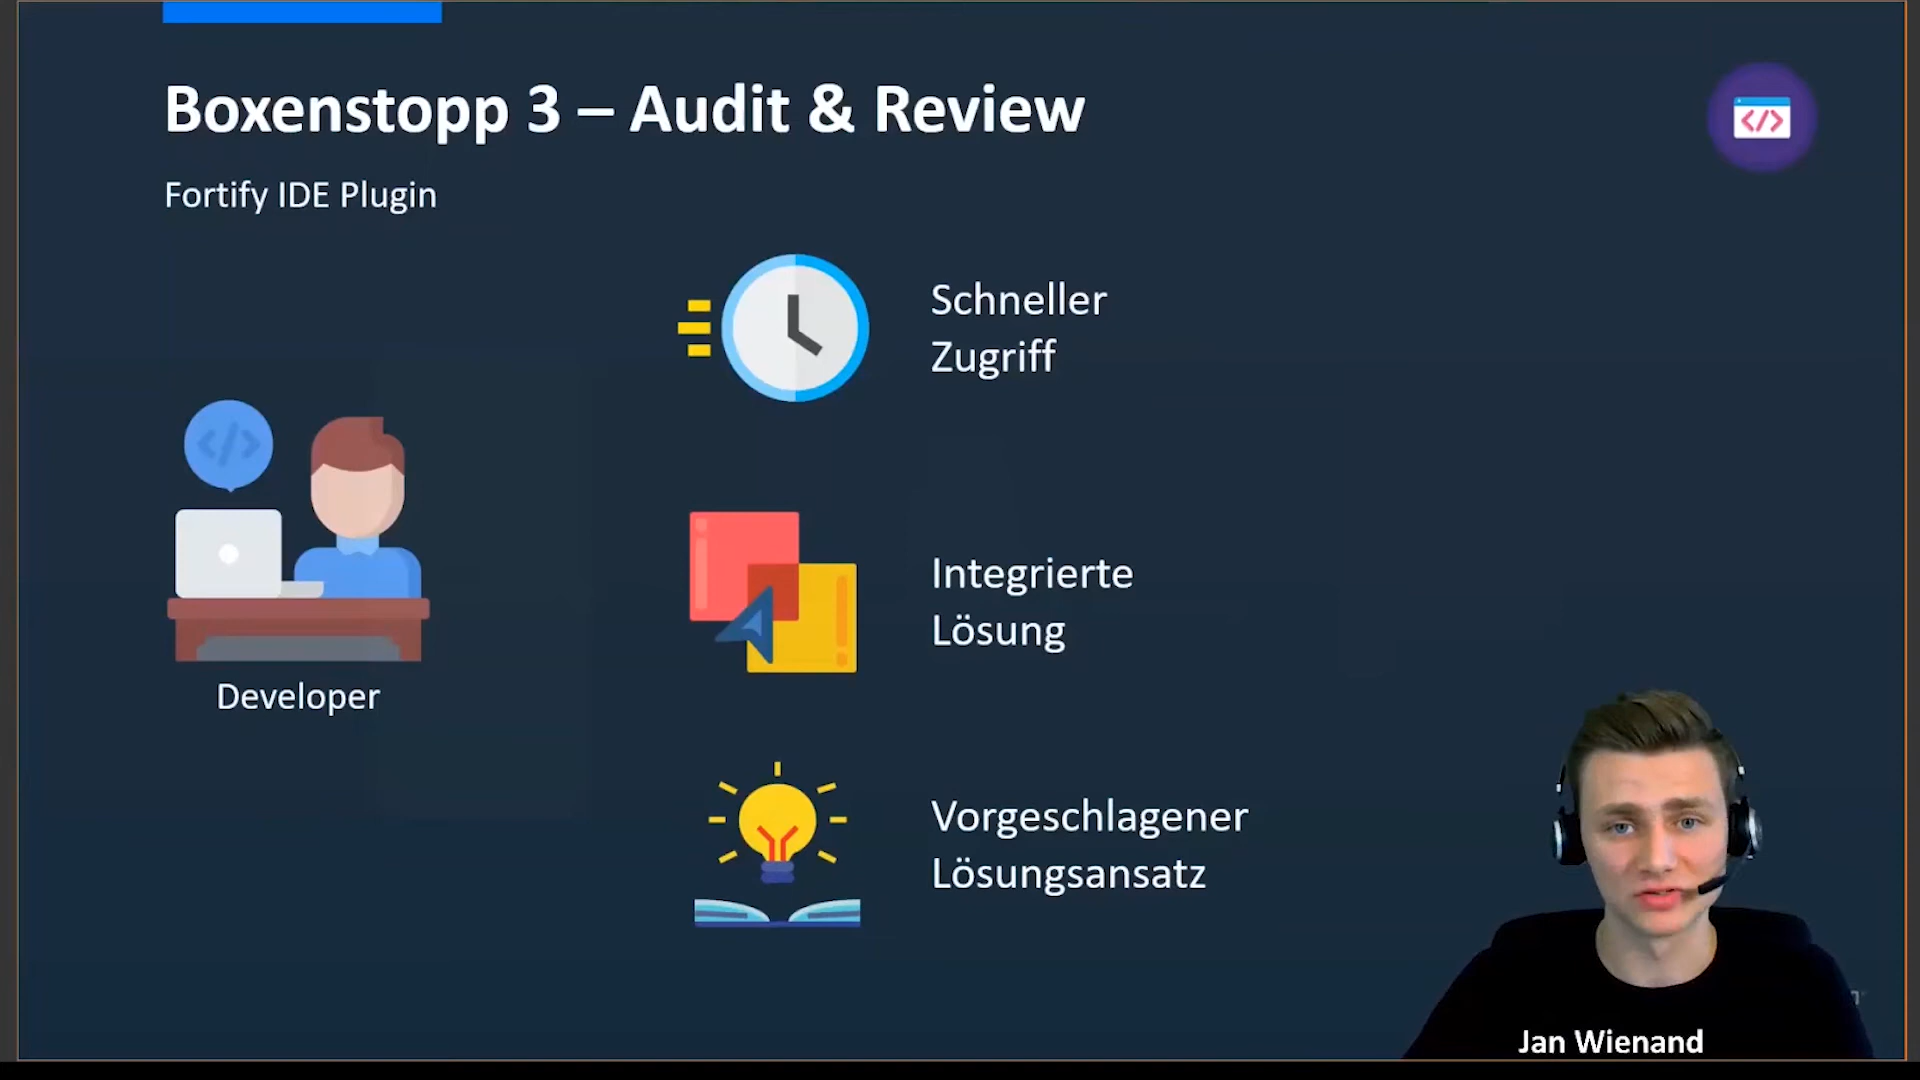 Boxenstopp 3 – Audit & Review
Fortify IDE Plugin
</>
Schneller
Zugriff
</>
Developer
Integrierte
Lösung
Vorgeschlagener
Lösungsansatz
Jan Wienand